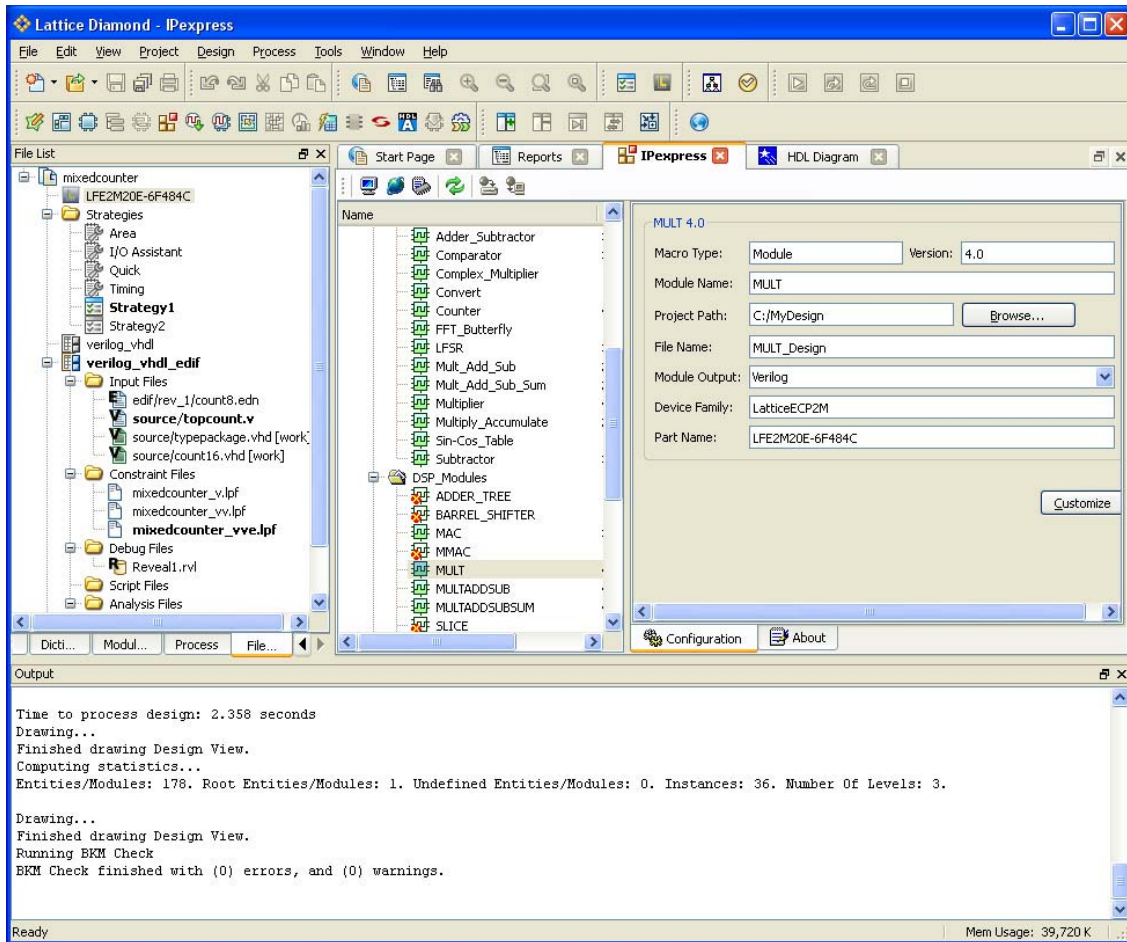 Lattice Diamond - IPexpress
File Edit View Project Design Process Tools Window Help
File List
mixedcounter
LFE2M20E-6F484C
Strategies
Area
I/O Assistant
Quick
Timing
Strategy1
Strategy2
verilog_vhdl
verilog_vhdl_edif
Input Files
edif/rev_1/count8.edn
source/topcount.v
source/typepackage.vhd [work]
source/count16.vhd [work]
Constraint Files
mixedcounter_v.lpf
mixedcounter_vv.lpf
mixedcounter_vve.lpf
Debug Files
Reveal1.rvl
Script Files
Analysis Files
Dicti... Modul... Process File...
Start Page Reports IPexpress HDL Diagram
Name
Adder_Subtractor
Comparator
Complex_Multiplier
Convert
Counter
FFT_Butterfly
LFSR
Mult_Add_Sub
Mult_Add_Sub_Sum
Multiplier
Multiply_Accumulate
Sin-Cos_Table
Subtractor
DSP_Modules
ADDER_TREE
BARREL_SHIFTER
MAC
MMAC
MULT
MULTADDSUB
MULTADDSUBSUM
SLICE
MULT 4.0
Macro Type: Module Version: 4.0
Module Name: MULT
Project Path: C:/MyDesign Browse...
File Name: MULT_Design
Module Output: Verilog
Device Family: LatticeECP2M
Part Name: LFE2M20E-6F484C
Customize
Configuration About
Output
Time to process design: 2.358 seconds
Drawing...
Finished drawing Design View.
Computing statistics...
Entities/Modules: 178. Root Entities/Modules: 1. Undefined Entities/Modules: 0. Instances: 36. Number Of Levels: 3.
Drawing...
Finished drawing Design View.
Running BKM Check
BKM Check finished with (0) errors, and (0) warnings.
Ready
Mem Usage: 39,720 K